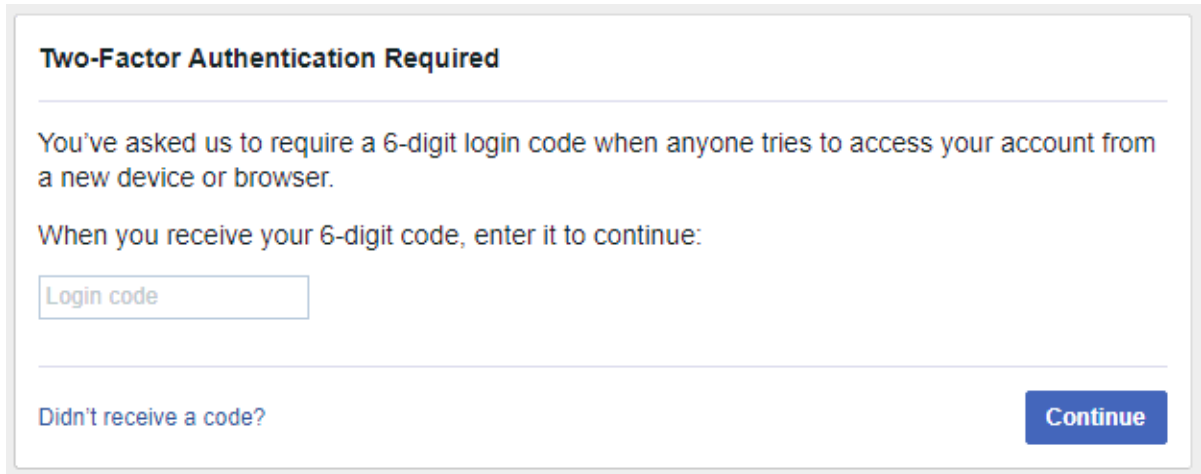 Two-Factor Authentication Required
You’ve asked us to require a 6-digit login code when anyone tries to access your account from
a new device or browser.
When you receive your 6-digit code, enter it to continue:
Login code
Didn’t receive a code?
Continue